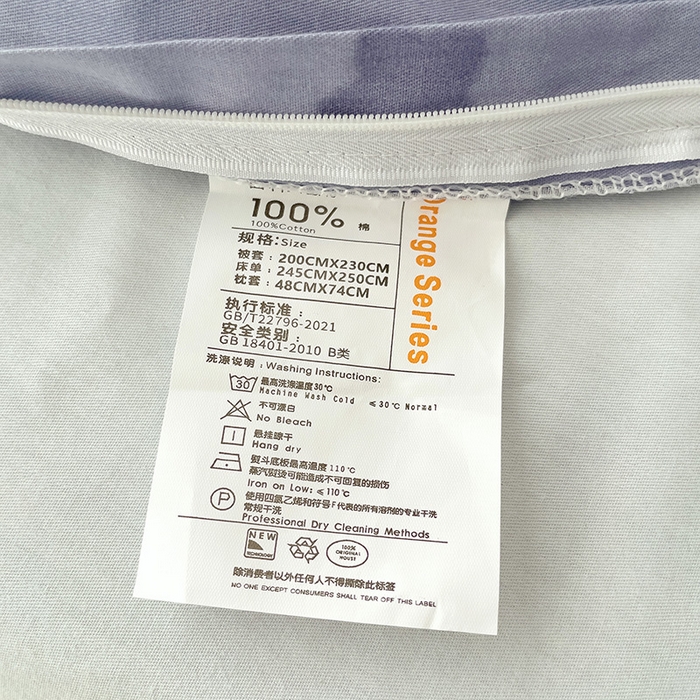 100% 棉
100%Cotton
规格:Size
被套：200CMX230CM
床单：245CMX250CM
枕套：48CMX74CM
执行标准：
GB/T22796-2021
安全类别：
GB 18401-2010 B类
Orange Series
洗涤说明：Washing Instructions:
30 最高洗涤温度30℃
Machine Wash Cold ≤30℃ Normal
不可漂白
No Bleach
悬挂晾干
Hang dry
熨斗底板最高温度110℃
蒸汽熨烫可能造成不可回复的损伤
Iron on Low: ≤110℃
P 使用四氯乙烯和符号F代表的所有溶剂的专业干洗
常规干洗
Professional Dry Cleaning Methods
NEW
TECHNOLOGY
100%
ORIGINAL
除消费者以外任何人不得撕除此标签
NO ONE EXCEPT CONSUMERS SHALL TEAR OFF THIS LABEL